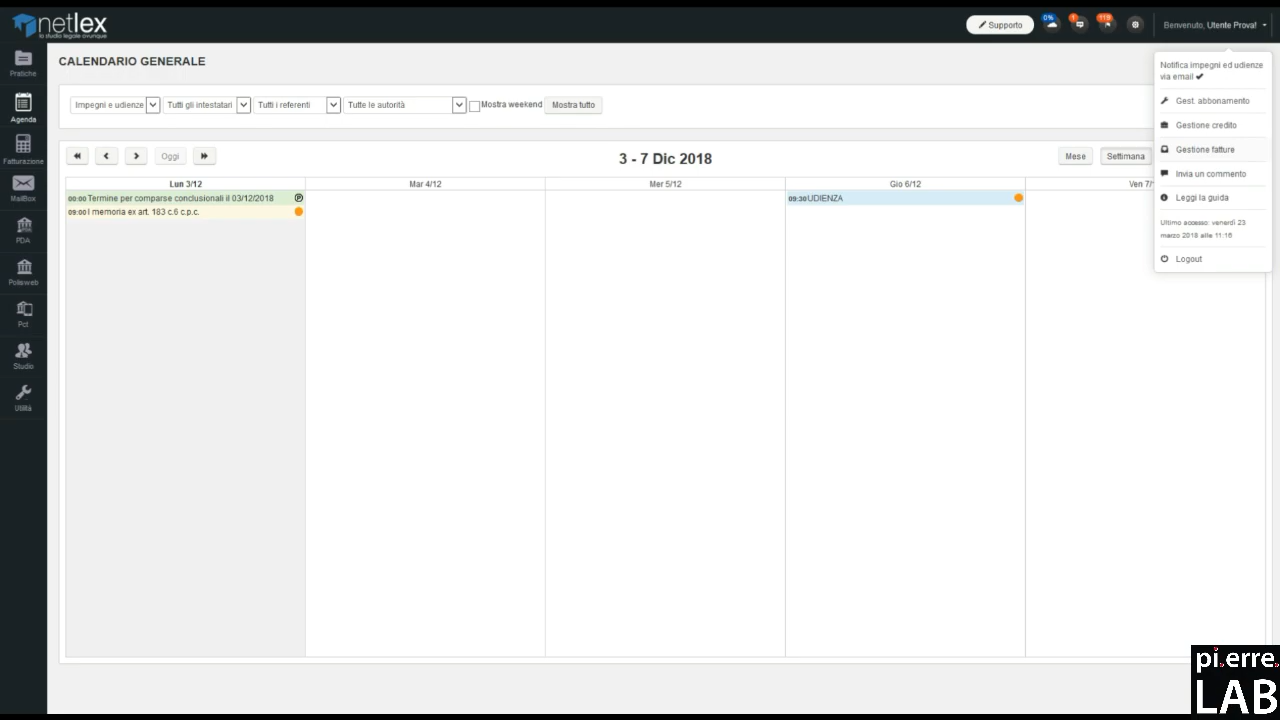 netlex
lo studio legale ovunque
Supporto
0%
1
118
Benvenuto, Utente Prova!
Pratiche
Agenda
Fatturazione
MailBox
PDA
Polisweb
Pct
Studio
Utilità
CALENDARIO GENERALE
Impegni e udienze
Tutti gli intestatari
Tutti i referenti
Tutte le autorità
Mostra weekend
Mostra tutto
Oggi
3 - 7 Dic 2018
Mese
Settimana
Lun 3/12
Mar 4/12
Mer 5/12
Gio 6/12
Ven 7/
00:00 Termine per comparse conclusionali il 03/12/2018
P
09:00 I memoria ex art. 183 c.6 c.p.c.
09:30 UDIENZA
Notifica impegni ed udienze
via email
Gest. abbonamento
Gestione credito
Gestione fatture
Invia un commento
Leggi la guida
Ultimo accesso: venerdì 23
marzo 2018 alle 11:16
Logout
pi.erre.
LAB